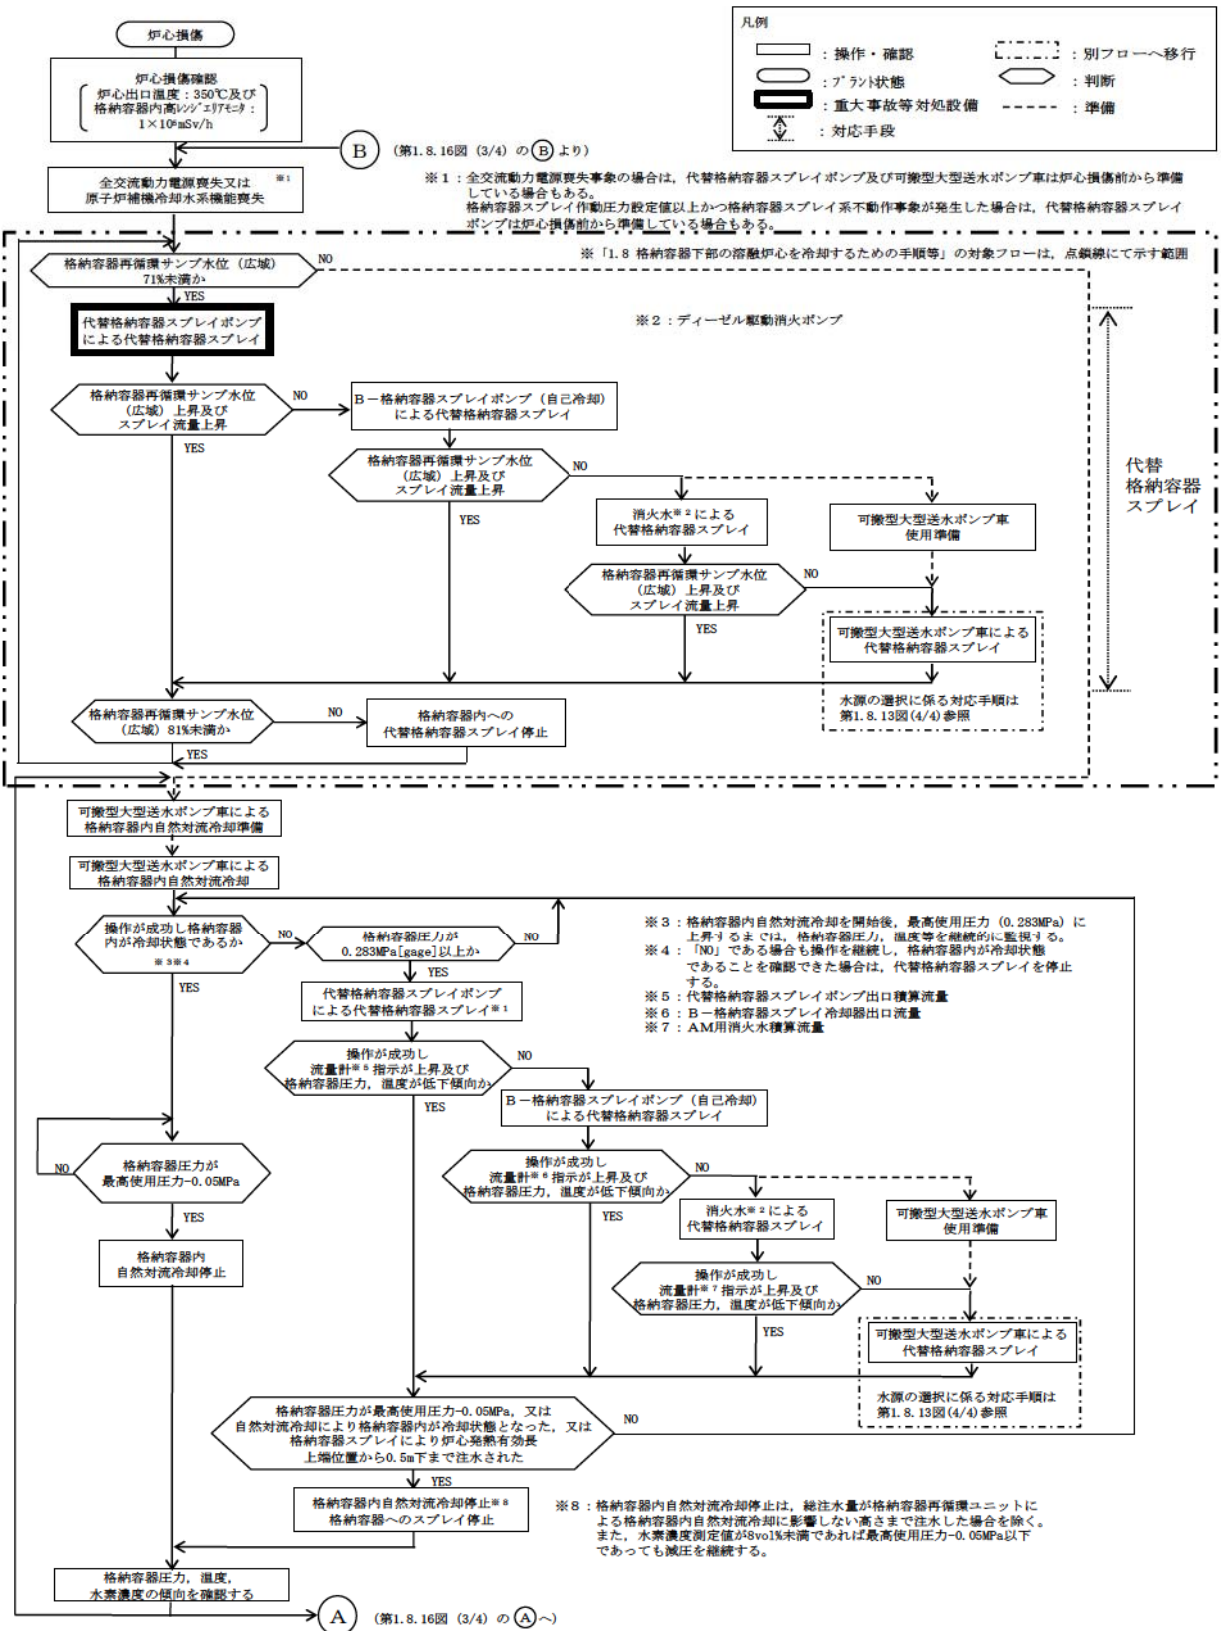 凡例
：操作・確認
：プラント状態
：重大事故等対処設備
：対応手段
：別フローへ移行
：判断
：準備
炉心損傷
炉心損傷確認
炉心出口温度：350℃及び
格納容器内高レンジエリアモニタ：
1×10⁵mSv/h
B
(第1.8.16図 (3/4) の B より)
全交流動力電源喪失又は ※1
原子炉補機冷却水系機能喪失
※1：全交流動力電源喪失事象の場合は，代替格納容器スプレイポンプ及び可搬型大型送水ポンプ車は炉心損傷前から準備
している場合もある。
格納容器スプレイ作動圧力設定値以上かつ格納容器スプレイ系不動作事象が発生した場合は，代替格納容器スプレイ
ポンプは炉心損傷前から準備している場合もある。
※「1.8 格納容器下部の溶融炉心を冷却するための手順等」の対象フローは，点鎖線にて示す範囲
格納容器再循環サンプ水位（広域）
71%未満か
NO
YES
代替格納容器スプレイポンプ
による代替格納容器スプレイ
※2：ディーゼル駆動消火ポンプ
格納容器再循環サンプ水位
（広域）上昇及び
スプレイ流量上昇
NO
YES
B－格納容器スプレイポンプ（自己冷却）
による代替格納容器スプレイ
格納容器再循環サンプ水位
（広域）上昇及び
スプレイ流量上昇
NO
YES
消火水※2による
代替格納容器スプレイ
可搬型大型送水ポンプ車
使用準備
格納容器再循環サンプ水位
（広域）上昇及び
スプレイ流量上昇
NO
YES
可搬型大型送水ポンプ車による
代替格納容器スプレイ
水源の選択に係る対応手順は
第1.8.13図(4/4)参照
代替
格納容器
スプレイ
格納容器再循環サンプ水位
（広域）81%未満か
NO
YES
格納容器内への
代替格納容器スプレイ停止
可搬型大型送水ポンプ車による
格納容器内自然対流冷却準備
可搬型大型送水ポンプ車による
格納容器内自然対流冷却
操作が成功し格納容器
内が冷却状態であるか
※3※4
NO
YES
格納容器圧力が
0.283MPa[gage]以上か
NO
YES
※3：格納容器内自然対流冷却を開始後，最高使用圧力（0.283MPa）に
上昇するまでは，格納容器圧力，温度等を継続的に監視する。
※4：「NO」である場合も操作を継続し，格納容器内が冷却状態
であることを確認できた場合は，代替格納容器スプレイを停止
する。
※5：代替格納容器スプレイポンプ出口積算流量
※6：B－格納容器スプレイ冷却器出口流量
※7：AM用消火水積算流量
代替格納容器スプレイポンプ
による代替格納容器スプレイ※1
操作が成功し
流量計※5指示が上昇及び
格納容器圧力，温度が低下傾向か
NO
YES
B－格納容器スプレイポンプ（自己冷却）
による代替格納容器スプレイ
操作が成功し
流量計※6指示が上昇及び
格納容器圧力，温度が低下傾向か
NO
YES
消火水※2による
代替格納容器スプレイ
可搬型大型送水ポンプ車
使用準備
操作が成功し
流量計※7指示が上昇及び
格納容器圧力，温度が低下傾向か
NO
YES
可搬型大型送水ポンプ車による
代替格納容器スプレイ
水源の選択に係る対応手順は
第1.8.13図(4/4)参照
格納容器圧力が
最高使用圧力-0.05MPa
NO
YES
格納容器内
自然対流冷却停止
格納容器圧力が最高使用圧力-0.05MPa，又は
自然対流冷却により格納容器内が冷却状態となった，又は
格納容器スプレイにより炉心発熱有効長
上端位置から0.5m下まで注水された
NO
YES
格納容器内自然対流冷却停止※8
格納容器へのスプレイ停止
※8：格納容器内自然対流冷却停止は，総注水量が格納容器再循環ユニットに
よる格納容器内自然対流冷却に影響しない高さまで注水した場合を除く。
また，水素濃度測定値が8vol%未満であれば最高使用圧力-0.05MPa以下
であっても減圧を継続する。
格納容器圧力，温度，
水素濃度の傾向を確認する
A
(第1.8.16図 (3/4) の A へ)